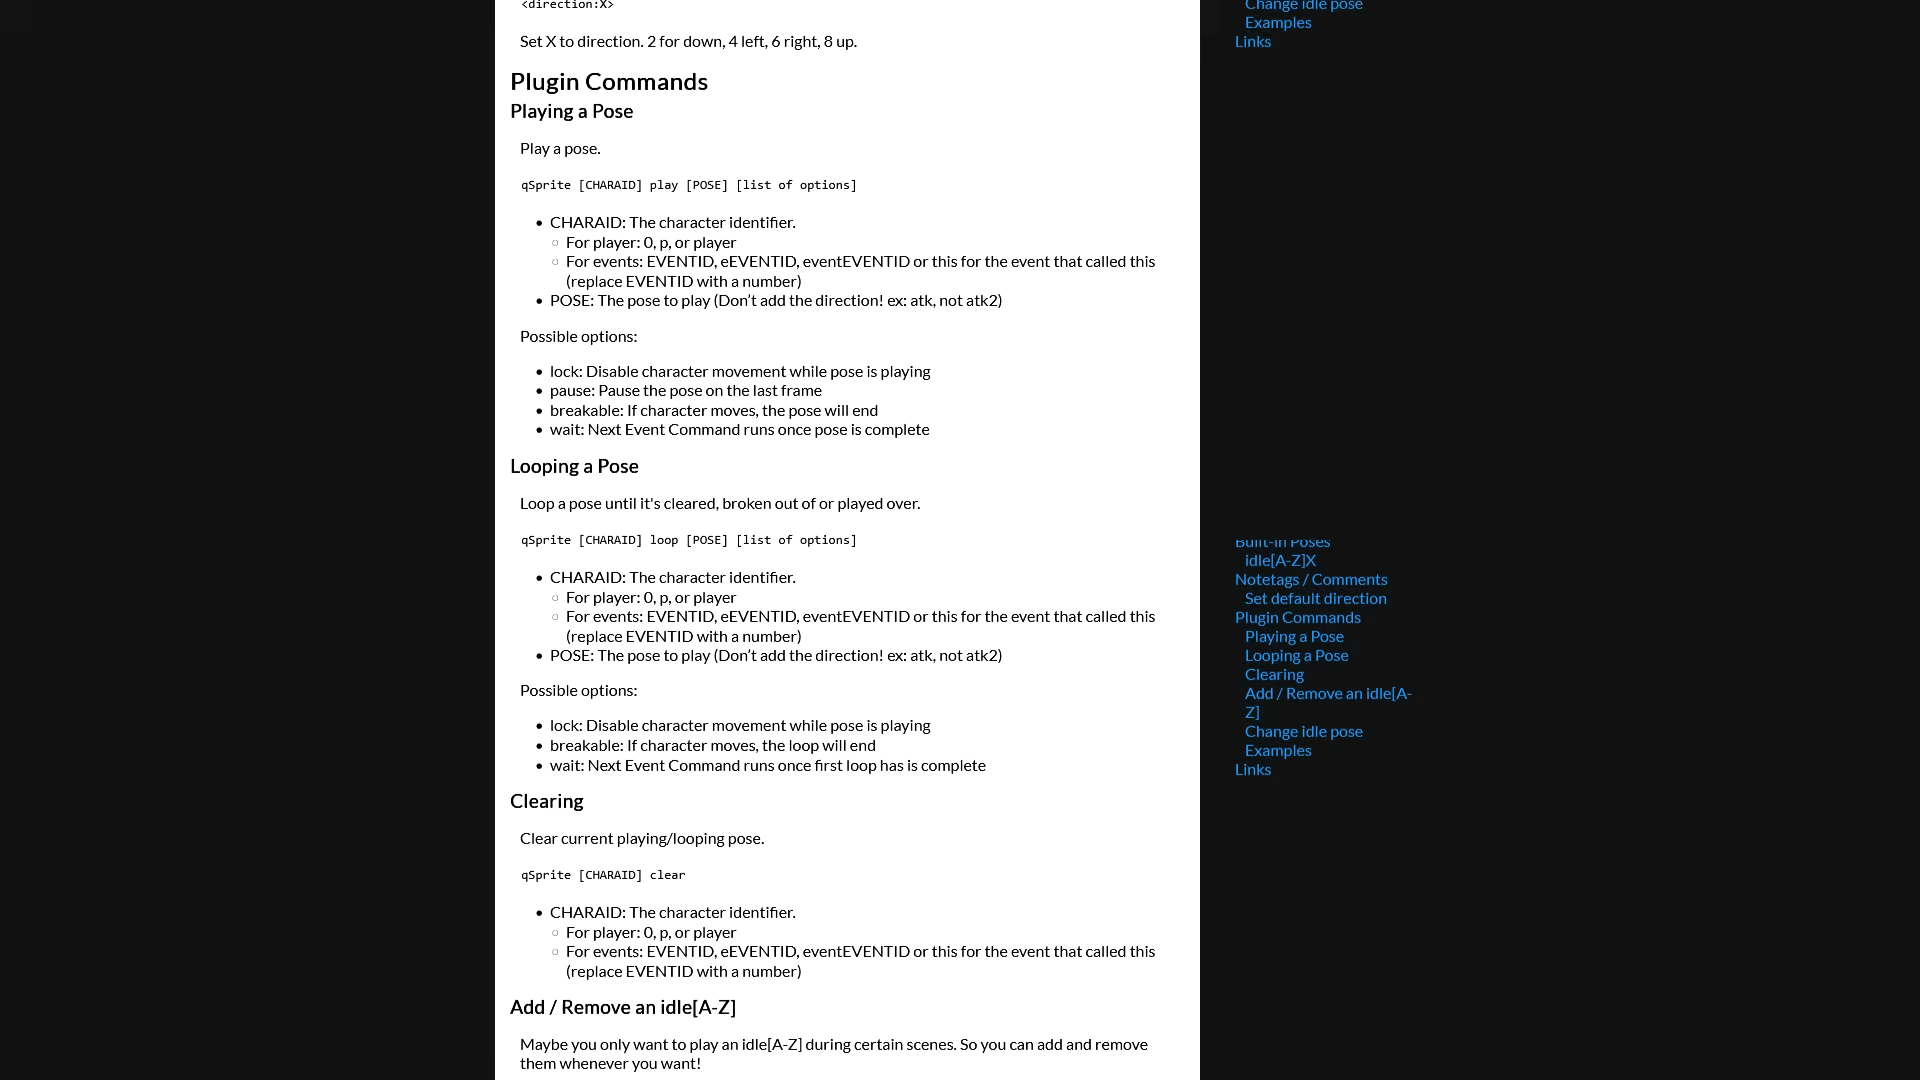 <direction:X>
Set X to direction. 2 for down, 4 left, 6 right, 8 up.
Plugin Commands
Playing a Pose
Play a pose.
qSprite [CHARAID] play [POSE] [list of options]
• CHARAID: The character identifier.
○ For player: 0, p, or player
○ For events: EVENTID, eEVENTID, eventEVENTID or this for the event that called this
(replace EVENTID with a number)
• POSE: The pose to play (Don’t add the direction! ex: atk, not atk2)
Possible options:
• lock: Disable character movement while pose is playing
• pause: Pause the pose on the last frame
• breakable: If character moves, the pose will end
• wait: Next Event Command runs once pose is complete
Looping a Pose
Loop a pose until it's cleared, broken out of or played over.
qSprite [CHARAID] loop [POSE] [list of options]
• CHARAID: The character identifier.
○ For player: 0, p, or player
○ For events: EVENTID, eEVENTID, eventEVENTID or this for the event that called this
(replace EVENTID with a number)
• POSE: The pose to play (Don’t add the direction! ex: atk, not atk2)
Possible options:
• lock: Disable character movement while pose is playing
• breakable: If character moves, the loop will end
• wait: Next Event Command runs once first loop has is complete
Clearing
Clear current playing/looping pose.
qSprite [CHARAID] clear
• CHARAID: The character identifier.
○ For player: 0, p, or player
○ For events: EVENTID, eEVENTID, eventEVENTID or this for the event that called this
(replace EVENTID with a number)
Add / Remove an idle[A-Z]
Maybe you only want to play an idle[A-Z] during certain scenes. So you can add and remove
them whenever you want!
Change idle pose
Examples
Links
Built-in Poses
idle[A-Z]X
Notetags / Comments
Set default direction
Plugin Commands
Playing a Pose
Looping a Pose
Clearing
Add / Remove an idle[A-
Z]
Change idle pose
Examples
Links